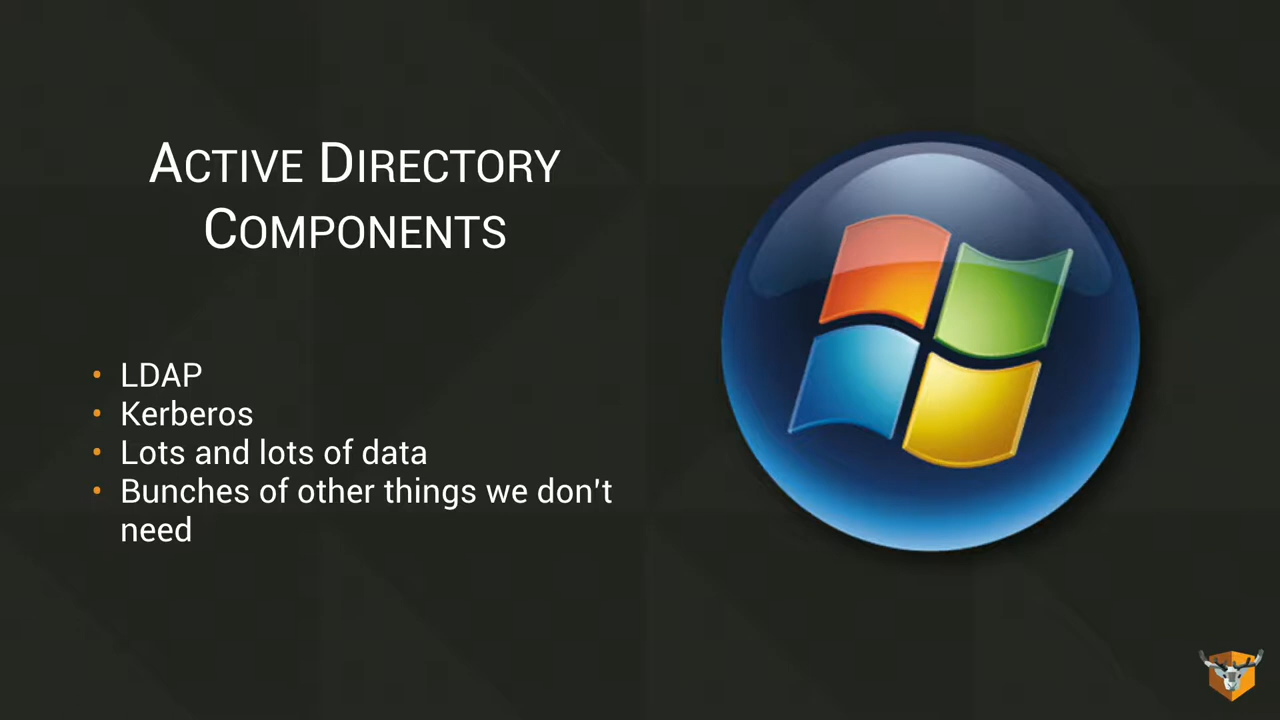 ACTIVE DIRECTORY
COMPONENTS
• LDAP
• Kerberos
• Lots and lots of data
• Bunches of other things we don't
need